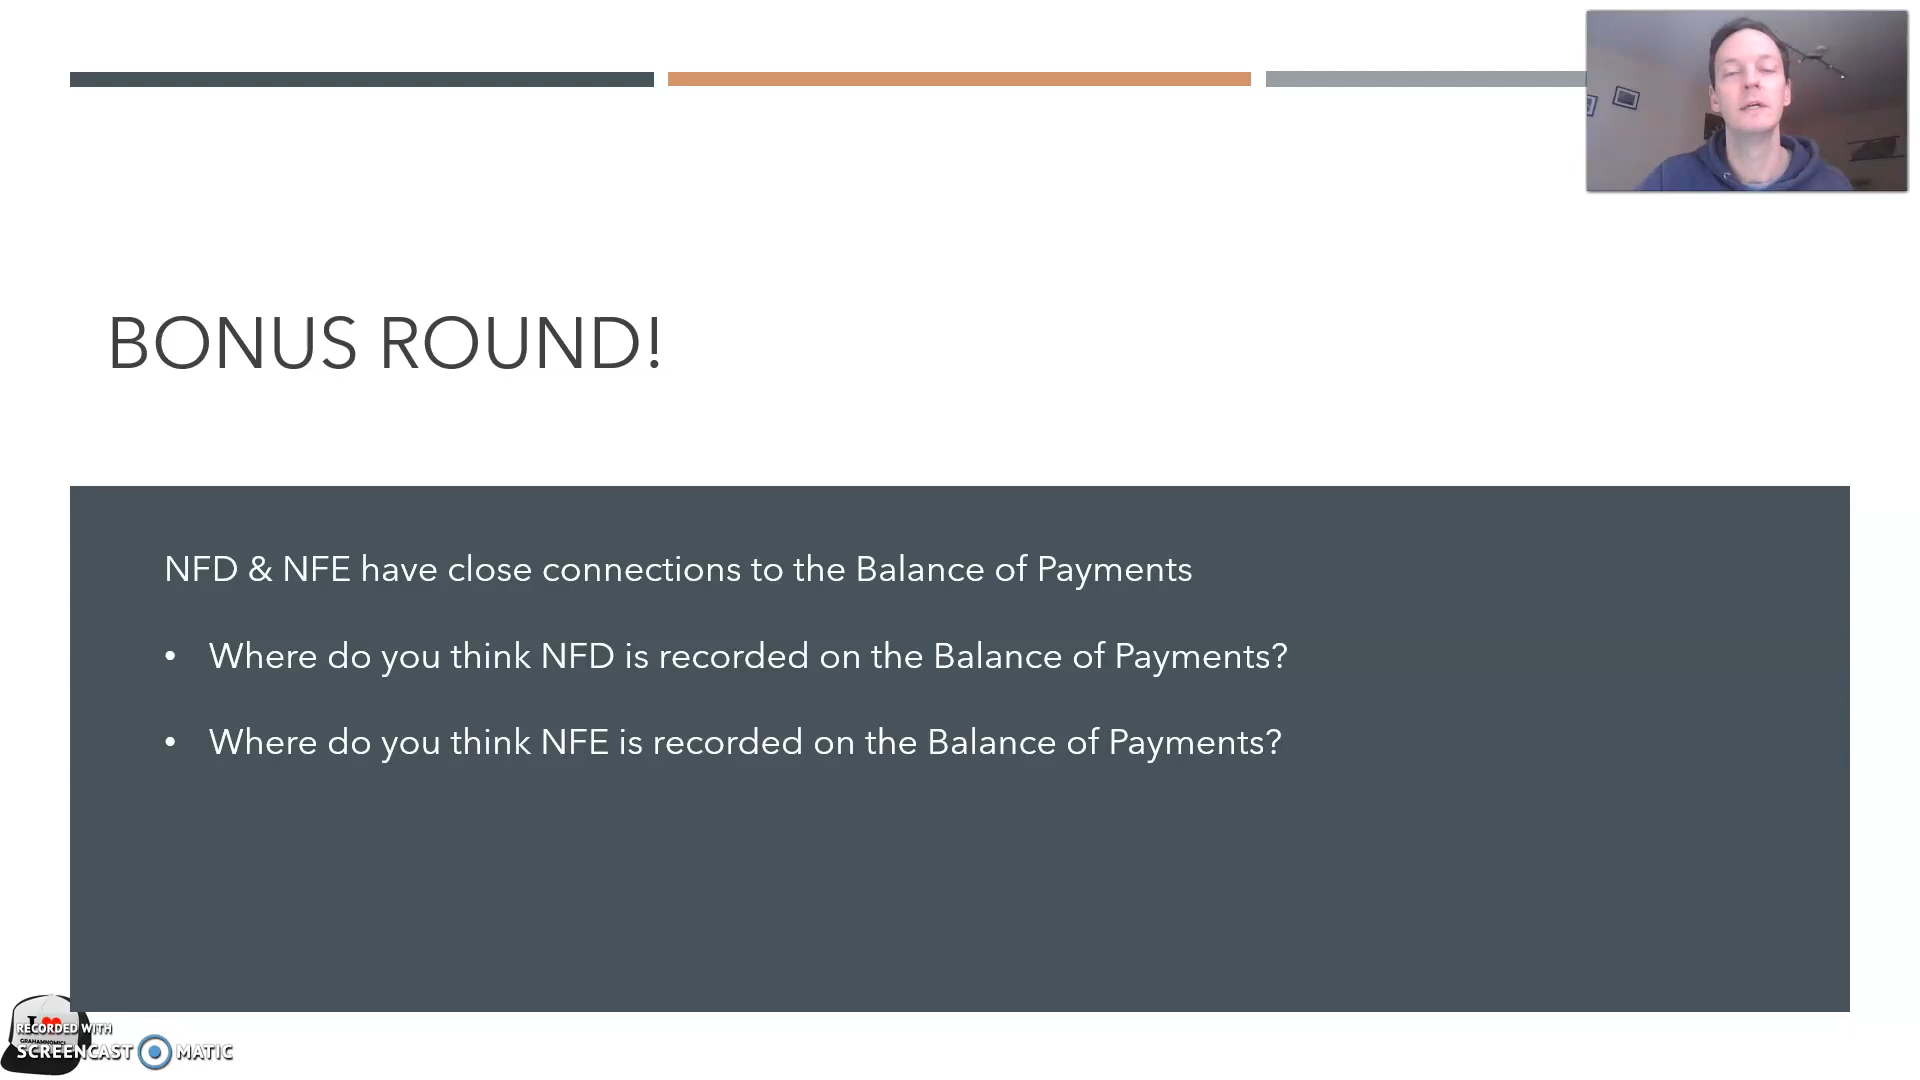 BONUS ROUND!
NFD & NFE have close connections to the Balance of Payments
• Where do you think NFD is recorded on the Balance of Payments?
• Where do you think NFE is recorded on the Balance of Payments?
I ❤
GRAHAMNOMICS
RECORDED WITH
SCREENCAST MATIC